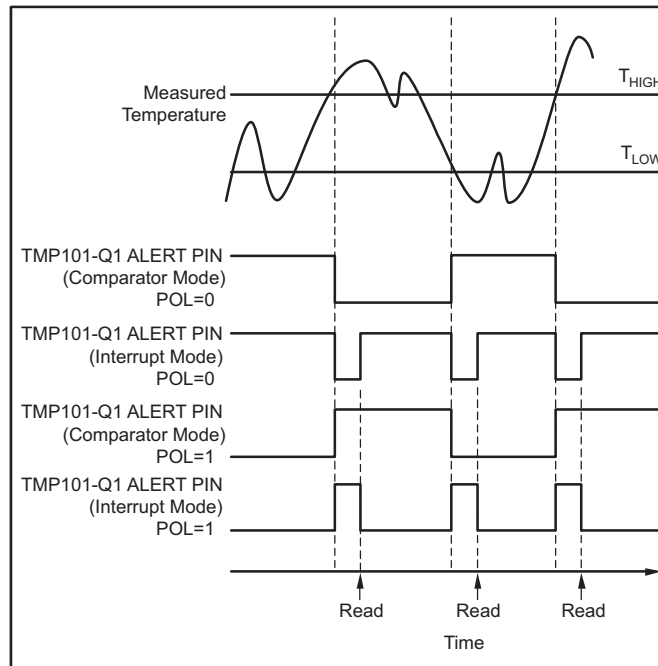 Measured
Temperature
THIGH
TLOW
TMP101-Q1 ALERT PIN
(Comparator Mode)
POL=0
TMP101-Q1 ALERT PIN
(Interrupt Mode)
POL=0
TMP101-Q1 ALERT PIN
(Comparator Mode)
POL=1
TMP101-Q1 ALERT PIN
(Interrupt Mode)
POL=1
Read Read Read
Time